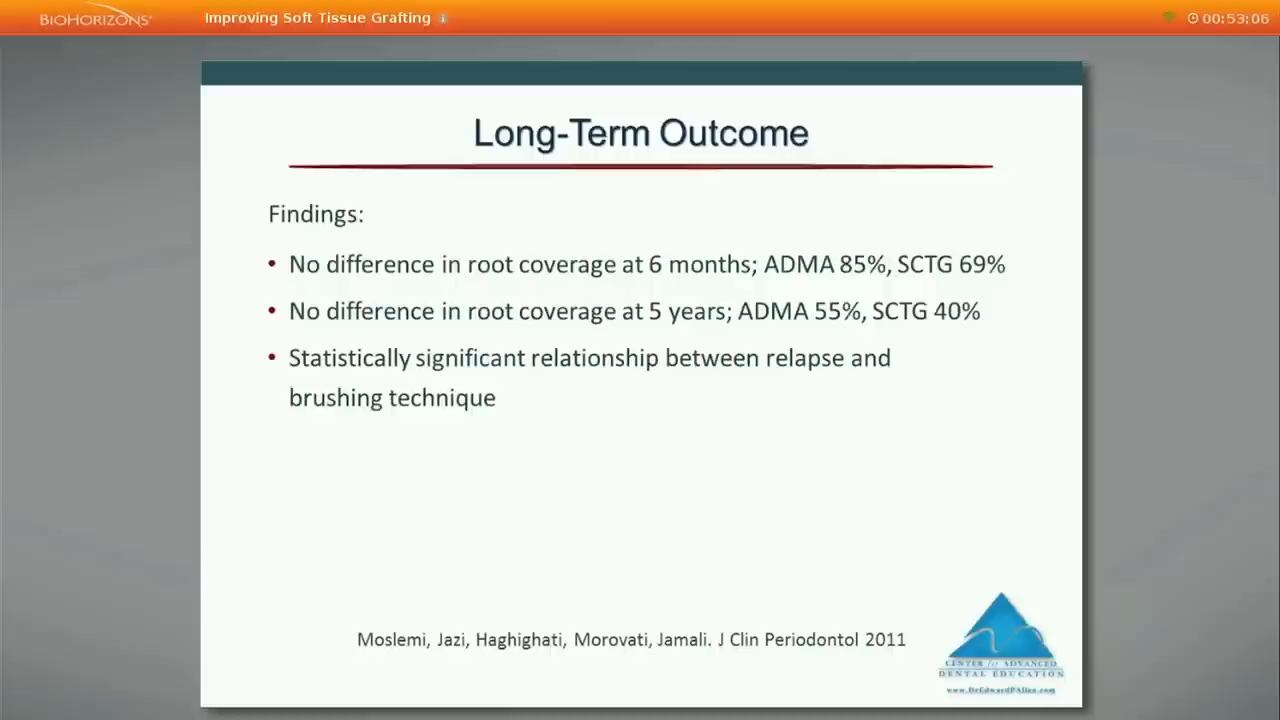 BIOHORIZONS®
Improving Soft Tissue Grafting
00:53:06
Long-Term Outcome
Findings:
• No difference in root coverage at 6 months; ADMA 85%, SCTG 69%
• No difference in root coverage at 5 years; ADMA 55%, SCTG 40%
• Statistically significant relationship between relapse and
brushing technique
Moslemi, Jazi, Haghighati, Morovati, Jamali. J Clin Periodontol 2011
CENTER for ADVANCED
DENTAL EDUCATION
www.DrEdwardPAllen.com